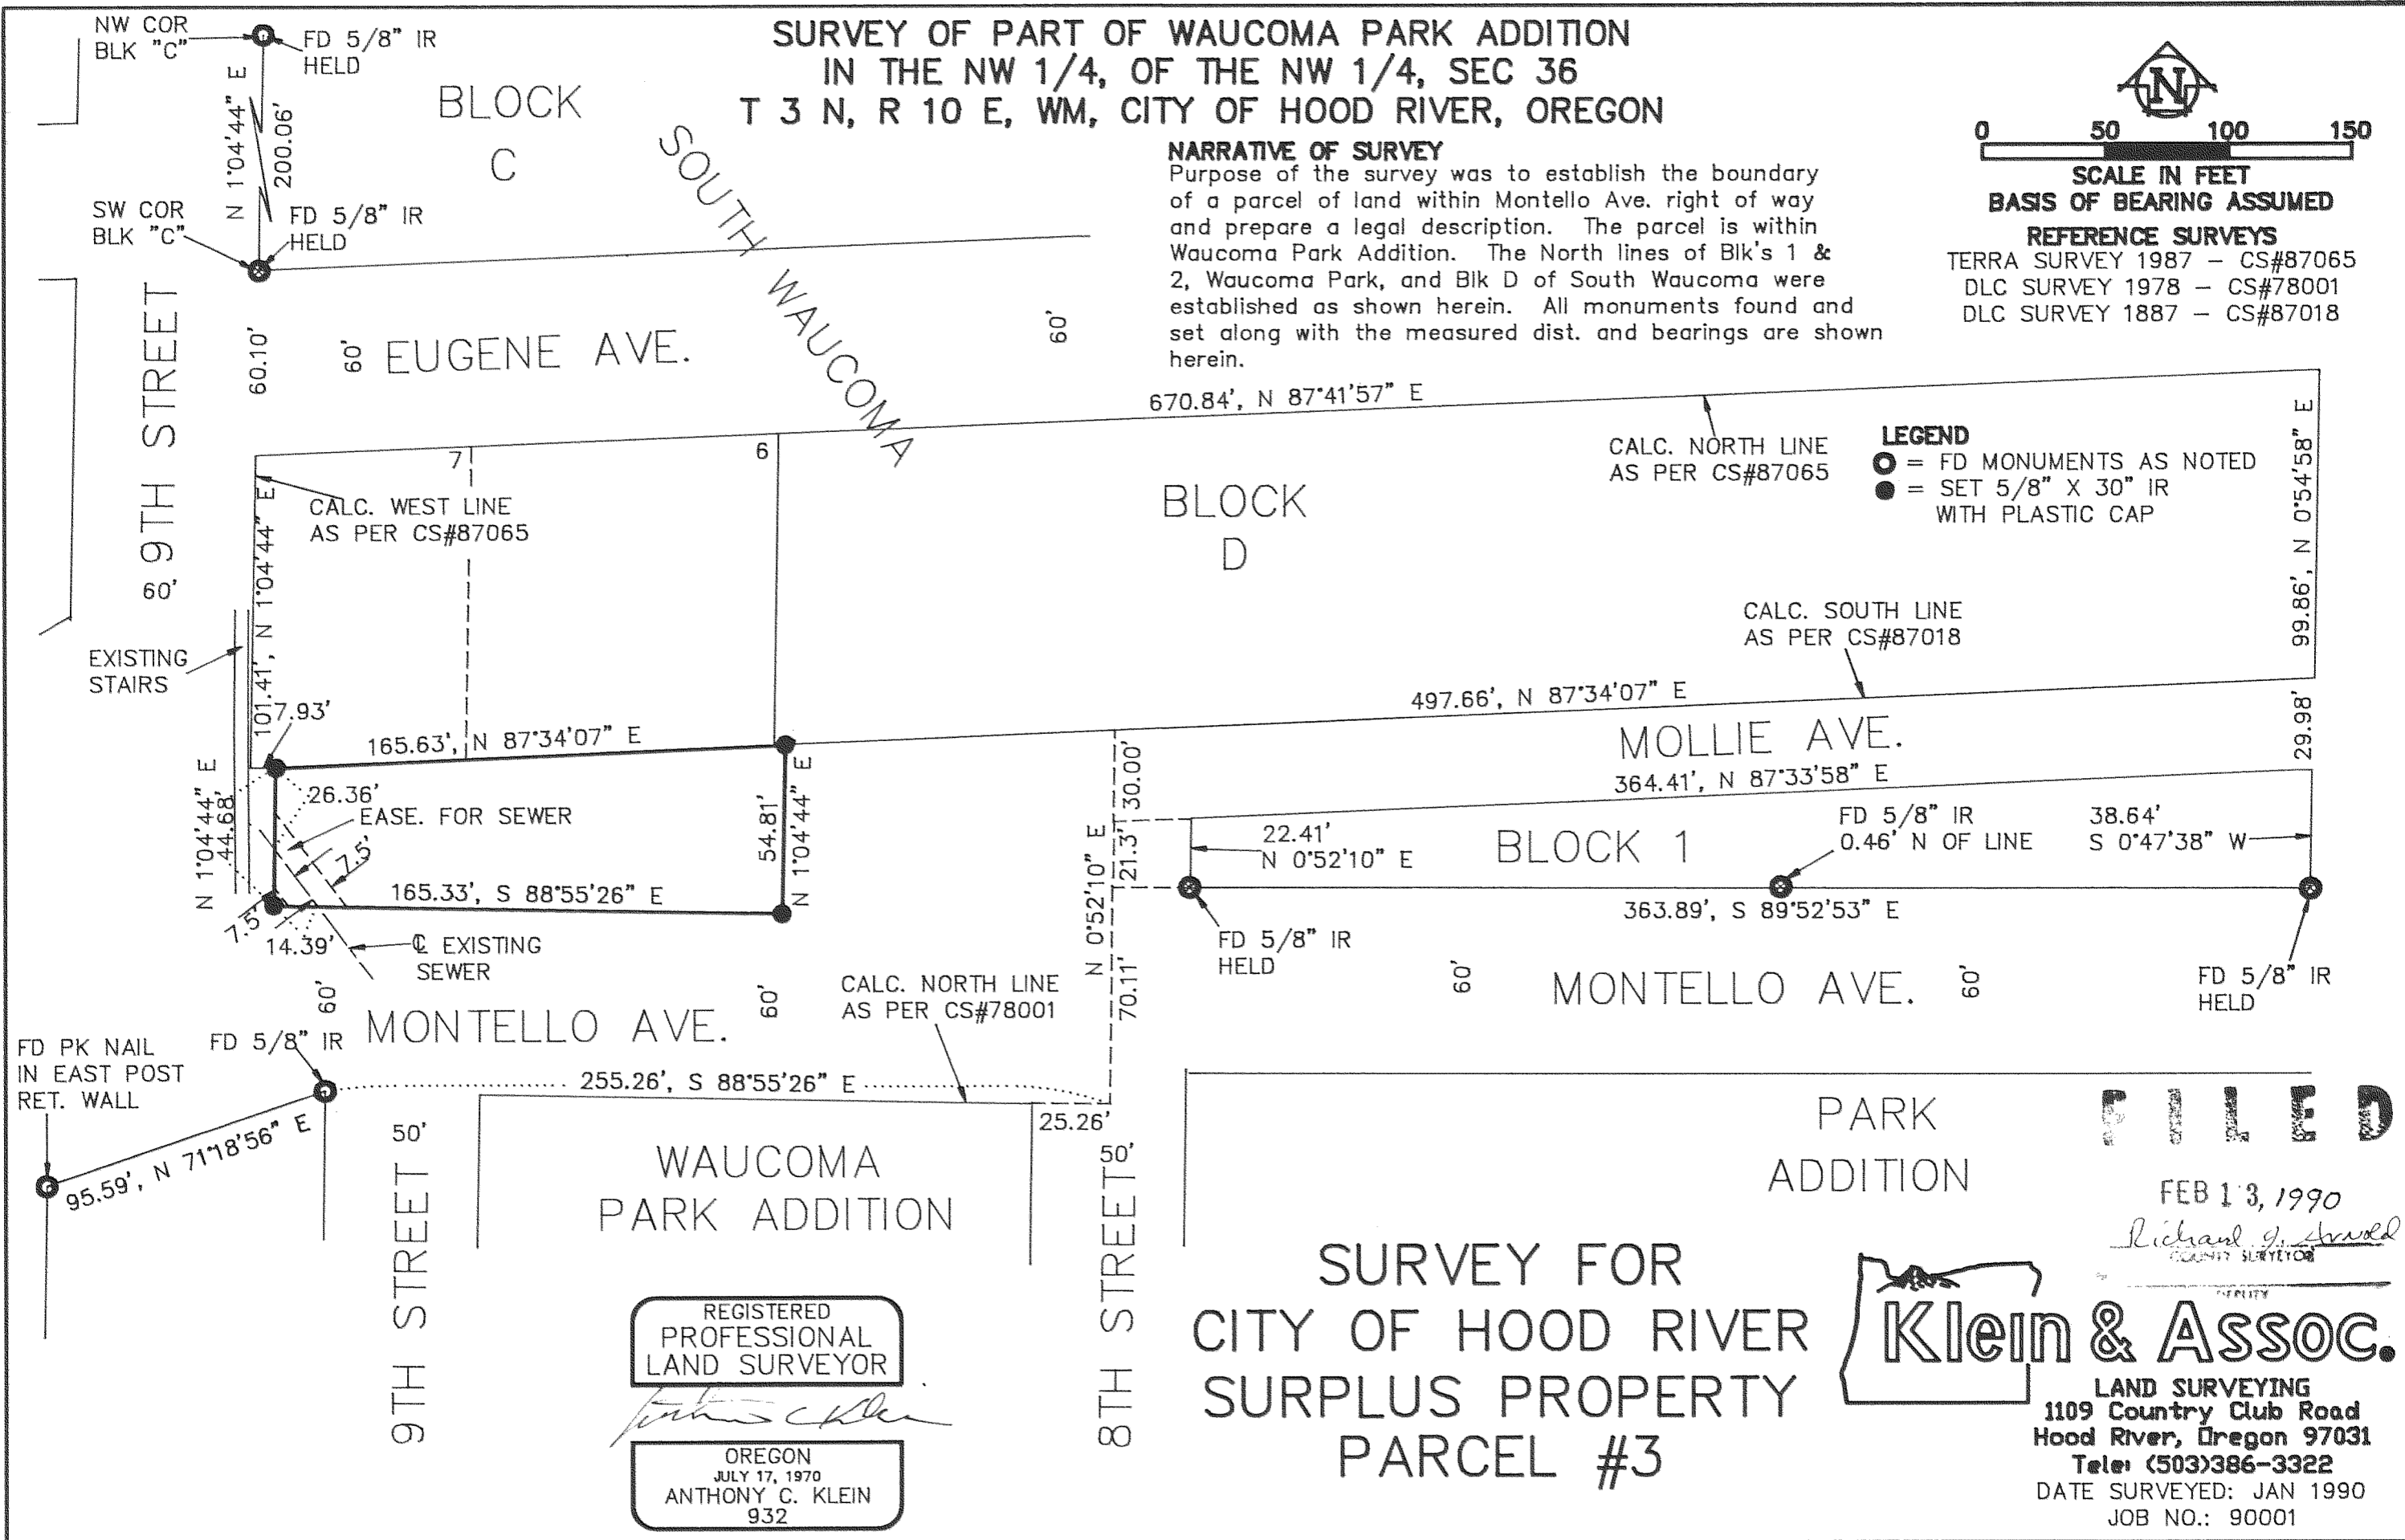 SURVEY OF PART OF WAUCOMA PARK ADDITION
IN THE NW 1/4, OF THE NW 1/4, SEC 36
T 3 N, R 10 E, WM, CITY OF HOOD RIVER, OREGON
NW COR
BLK "C"
FD 5/8" IR
HELD
N 1°04'44" E
200.06'
BLOCK
C
SW COR
BLK "C"
FD 5/8" IR
HELD
SOUTH WAUCOMA
NARRATIVE OF SURVEY
Purpose of the survey was to establish the boundary
of a parcel of land within Montello Ave. right of way
and prepare a legal description. The parcel is within
Waucoma Park Addition. The North lines of Blk's 1 &
2, Waucoma Park, and Blk D of South Waucoma were
established as shown herein. All monuments found and
set along with the measured dist. and bearings are shown
herein.
N
0 50 100 150
SCALE IN FEET
BASIS OF BEARING ASSUMED
REFERENCE SURVEYS
TERRA SURVEY 1987 – CS#87065
DLC SURVEY 1978 – CS#78001
DLC SURVEY 1887 – CS#87018
9TH STREET
60'
60.10'
60'
EUGENE AVE.
60'
670.84', N 87°41'57" E
CALC. NORTH LINE
AS PER CS#87065
LEGEND
= FD MONUMENTS AS NOTED
= SET 5/8" X 30" IR
WITH PLASTIC CAP
99.86', N 0°54'58" E
7
6
CALC. WEST LINE
AS PER CS#87065
101.41', N 1°04'44" E
BLOCK
D
EXISTING
STAIRS
CALC. SOUTH LINE
AS PER CS#87018
7.93'
165.63', N 87°34'07" E
497.66', N 87°34'07" E
MOLLIE AVE.
29.98'
364.41', N 87°33'58" E
N 1°04'44" E
44.68'
26.36'
EASE. FOR SEWER
7.5'
54.81'
N 1°04'44" E
30.00'
21.3'
N 0°52'10" E
70.11'
22.41'
N 0°52'10" E
BLOCK 1
FD 5/8" IR
0.46' N OF LINE
38.64'
S 0°47'38" W
165.33', S 88°55'26" E
7.5'
14.39'
℄ EXISTING
SEWER
363.89', S 89°52'53" E
FD 5/8" IR
HELD
60'
MONTELLO AVE.
60'
FD 5/8" IR
HELD
60'
MONTELLO AVE.
60'
CALC. NORTH LINE
AS PER CS#78001
FD PK NAIL
IN EAST POST
RET. WALL
FD 5/8" IR
95.59', N 71°18'56" E
255.26', S 88°55'26" E
25.26'
50'
9TH STREET
WAUCOMA
PARK ADDITION
50'
8TH STREET
PARK
ADDITION
FILED
FEB 13, 1990
Richard J. Arnold
COUNTY SURVEYOR
DEPUTY
REGISTERED
PROFESSIONAL
LAND SURVEYOR
OREGON
JULY 17, 1970
ANTHONY C. KLEIN
932
SURVEY FOR
CITY OF HOOD RIVER
SURPLUS PROPERTY
PARCEL #3
Klein & Assoc.
LAND SURVEYING
1109 Country Club Road
Hood River, Oregon 97031
Tele: (503)386-3322
DATE SURVEYED: JAN 1990
JOB NO.: 90001